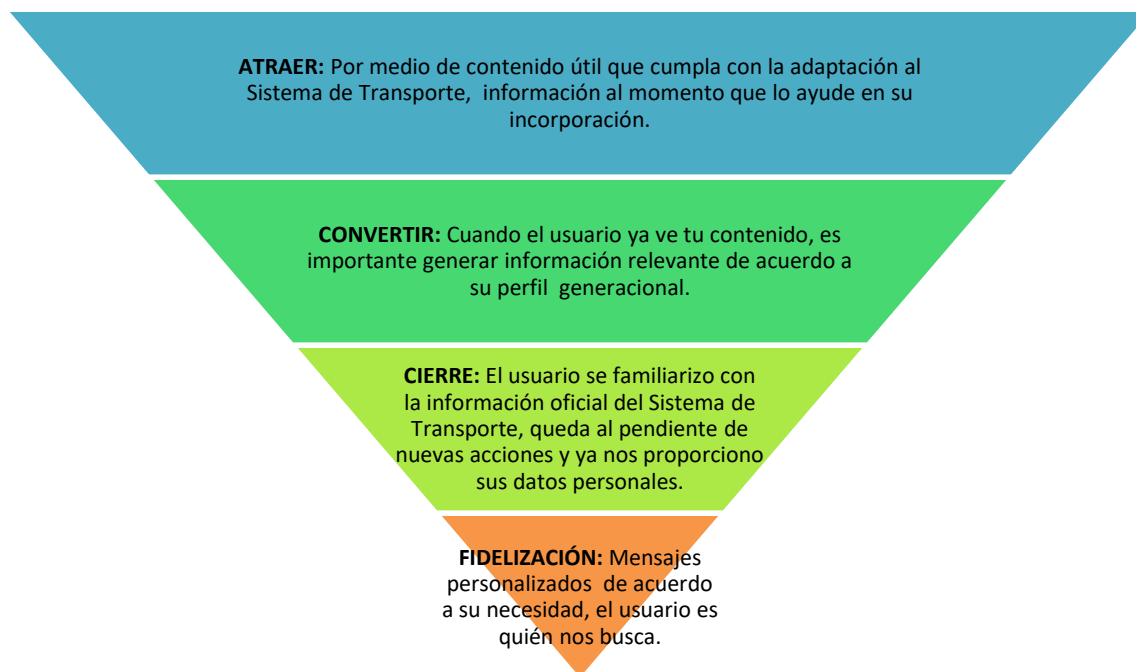 ATRAER: Por medio de contenido útil que cumpla con la adaptación al
Sistema de Transporte,  información al momento que lo ayude en su
incorporación.
CONVERTIR: Cuando el usuario ya ve tu contenido, es
importante generar información relevante de acuerdo a
su perfil  generacional.
CIERRE: El usuario se familiarizo con
la información oficial del Sistema de
Transporte, queda al pendiente de
nuevas acciones y ya nos proporciono
sus datos personales.
FIDELIZACIÓN: Mensajes
personalizados  de acuerdo
a su necesidad, el usuario es
quién nos busca.